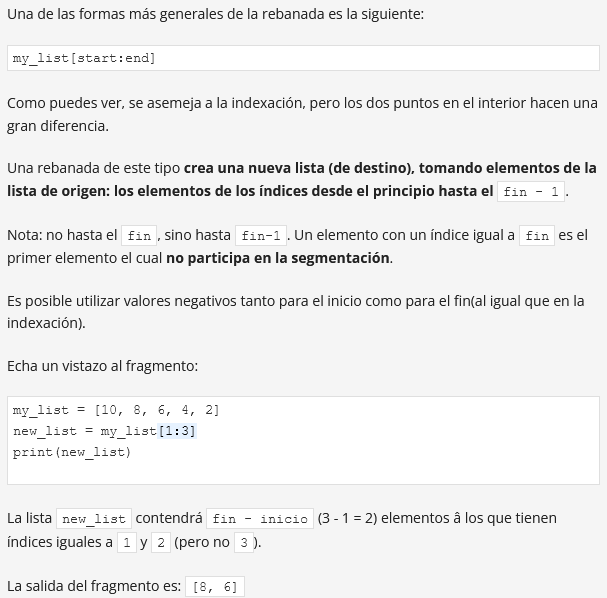 Una de las formas más generales de la rebanada es la siguiente:
my_list[start:end]
Como puedes ver, se asemeja a la indexación, pero los dos puntos en el interior hacen una
gran diferencia.
Una rebanada de este tipo crea una nueva lista (de destino), tomando elementos de la
lista de origen: los elementos de los índices desde el principio hasta el fin - 1 .
Nota: no hasta el fin , sino hasta fin-1 . Un elemento con un índice igual a fin es el
primer elemento el cual no participa en la segmentación.
Es posible utilizar valores negativos tanto para el inicio como para el fin(al igual que en la
indexación).
Echa un vistazo al fragmento:
my_list = [10, 8, 6, 4, 2]
new_list = my_list[1:3]
print(new_list)
La lista new_list contendrá fin - inicio (3 - 1 = 2) elementos â los que tienen
índices iguales a 1 y 2 (pero no 3 ).
La salida del fragmento es: [8, 6]